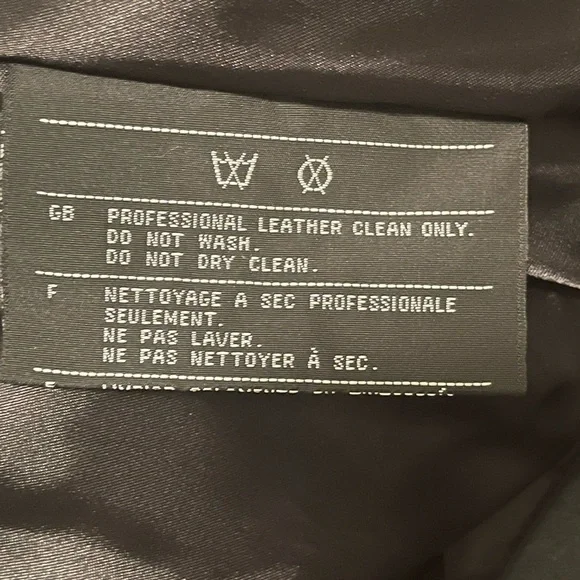 GB PROFESSIONAL LEATHER CLEAN ONLY.
DO NOT WASH.
DO NOT DRY CLEAN.
F NETTOYAGE A SEC PROFESSIONALE
SEULEMENT.
NE PAS LAVER.
NE PAS NETTOYER À SEC.